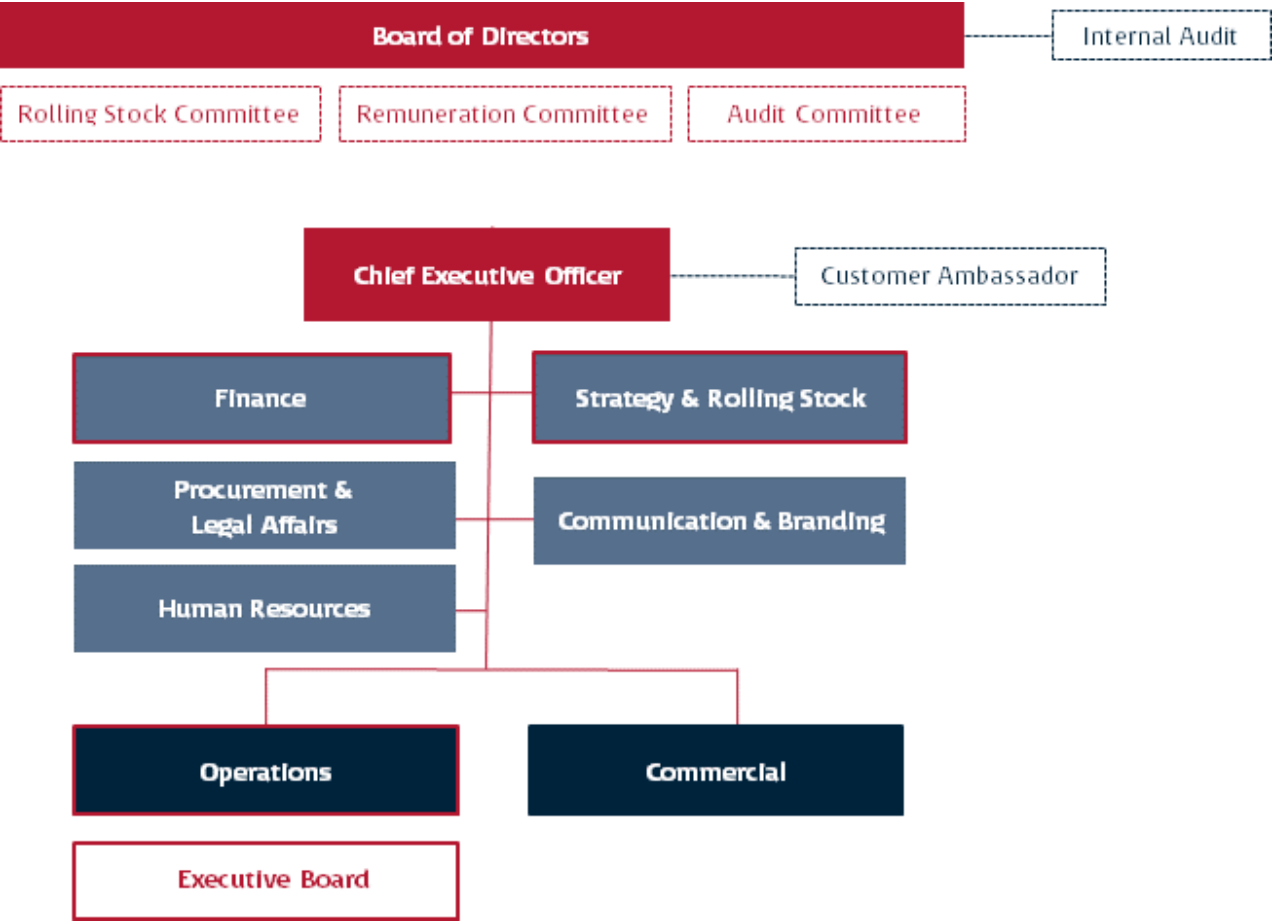 Board of Directors
Internal Audit
Rolling Stock Committee
Remuneration Committee
Audit Committee
Chief Executive Officer
Customer Ambassador
Finance
Strategy & Rolling Stock
Procurement &
Legal Affairs
Communication & Branding
Human Resources
Operations
Commercial
Executive Board